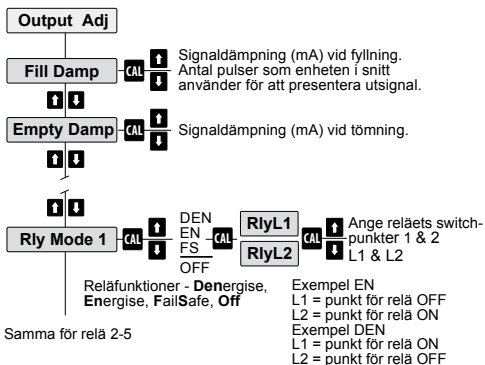 Output Adj
Fill Damp
CAL
Signaldämpning (mA) vid fyllning.
Antal pulser som enheten i snitt
använder för att presentera utsignal.
Empty Damp
CAL
Signaldämpning (mA) vid tömning.
Rly Mode 1
CAL
DEN
EN
FS
OFF
CAL
RlyL1
RlyL2
CAL
Ange reläets switch-
punkter 1 & 2
L1 & L2
Reläfunktioner - Denergise,
Energise, FailSafe, Off
Samma för relä 2-5
Exempel EN
L1 = punkt för relä OFF
L2 = punkt för relä ON
Exempel DEN
L1 = punkt för relä ON
L2 = punkt för relä OFF